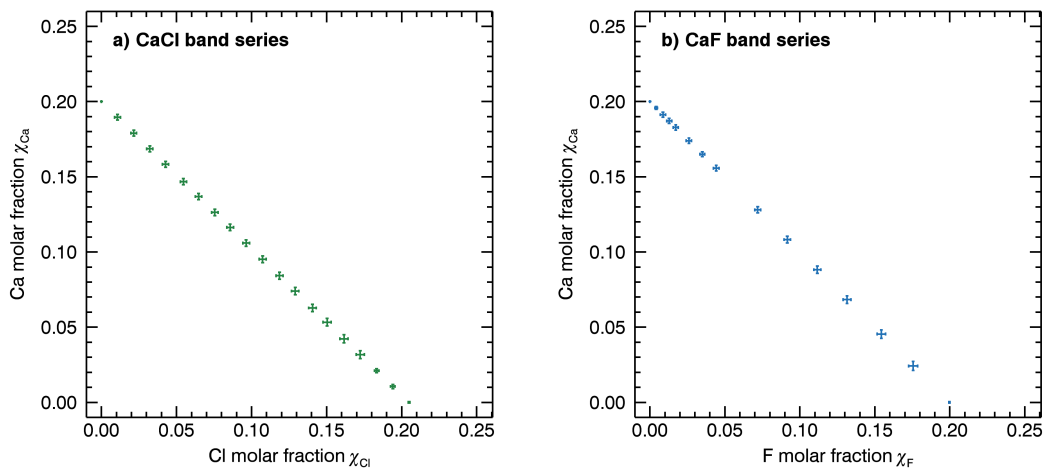 a) CaCl band series
Ca molar fraction χCa
0.25
0.20
0.15
0.10
0.05
0.00
0.00 0.05 0.10 0.15 0.20 0.25
Cl molar fraction χCl
b) CaF band series
Ca molar fraction χCa
0.25
0.20
0.15
0.10
0.05
0.00
0.00 0.05 0.10 0.15 0.20 0.25
F molar fraction χF